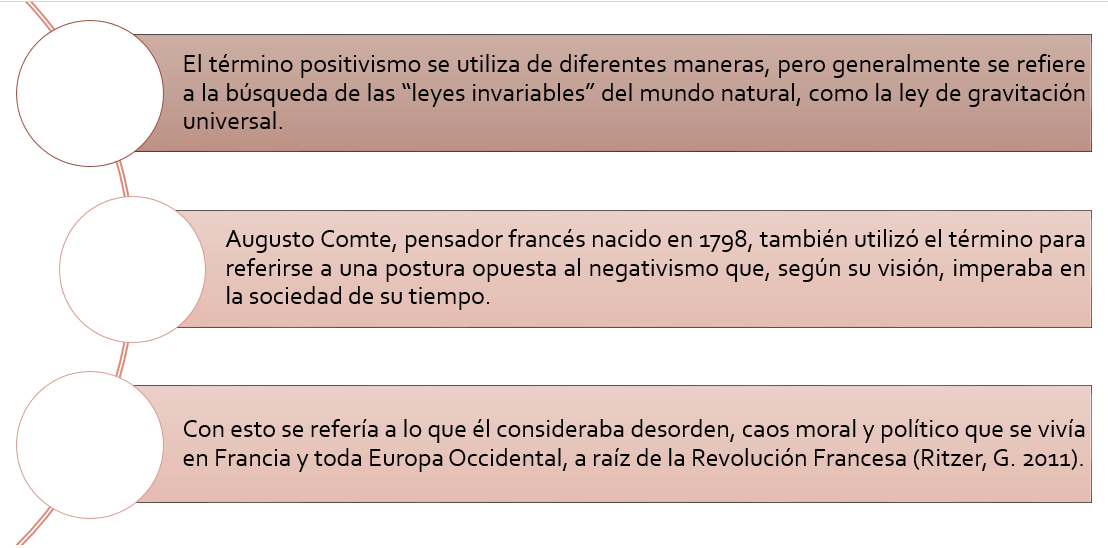 El término positivismo se utiliza de diferentes maneras, pero generalmente se refiere
a la búsqueda de las “leyes invariables” del mundo natural, como la ley de gravitación
universal.
Augusto Comte, pensador francés nacido en 1798, también utilizó el término para
referirse a una postura opuesta al negativismo que, según su visión, imperaba en
la sociedad de su tiempo.
Con esto se refería a lo que él consideraba desorden, caos moral y político que se vivía
en Francia y toda Europa Occidental, a raíz de la Revolución Francesa (Ritzer, G. 2011).